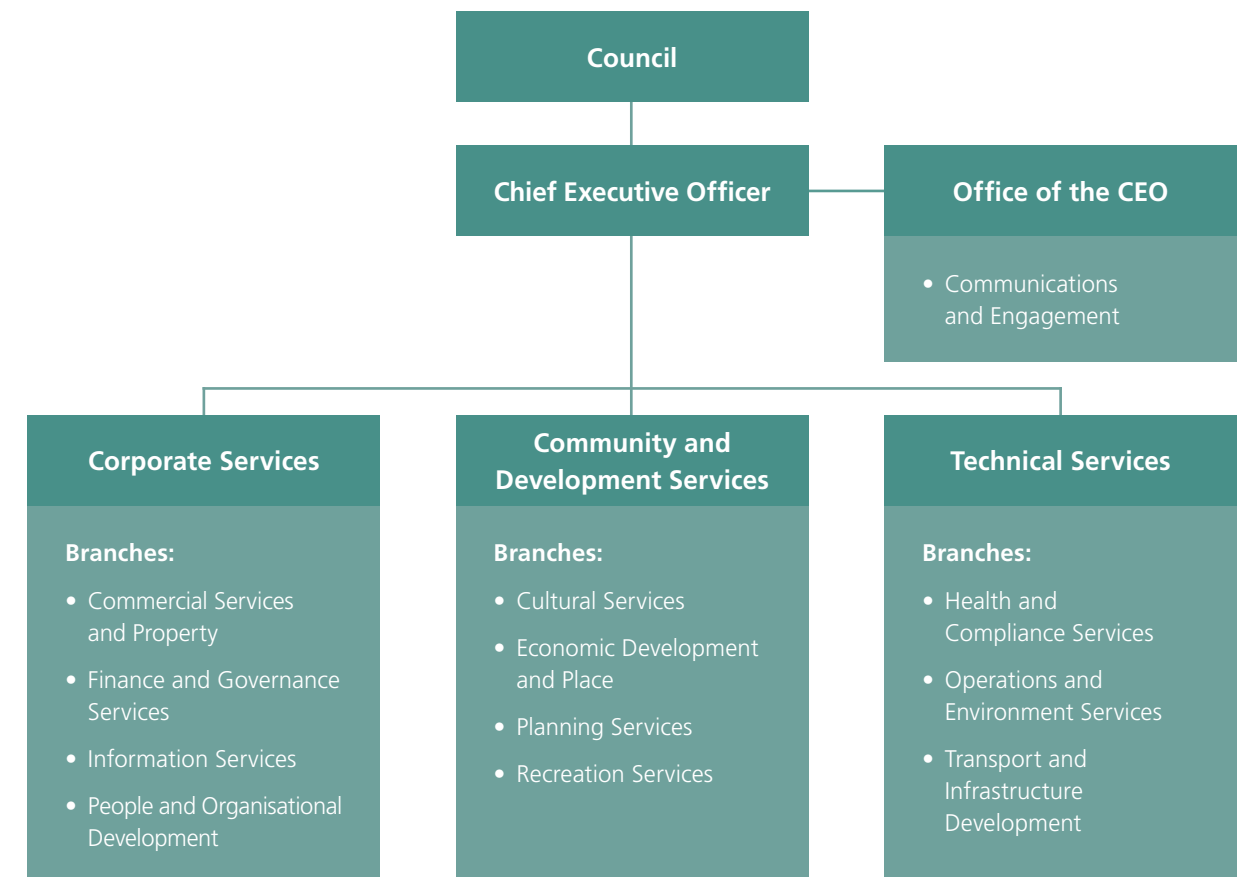 Council
Chief Executive Officer
Office of the CEO
• Communications
and Engagement
Corporate Services
Branches:
• Commercial Services
and Property
• Finance and Governance
Services
• Information Services
• People and Organisational
Development
Community and
Development Services
Branches:
• Cultural Services
• Economic Development
and Place
• Planning Services
• Recreation Services
Technical Services
Branches:
• Health and
Compliance Services
• Operations and
Environment Services
• Transport and
Infrastructure
Development